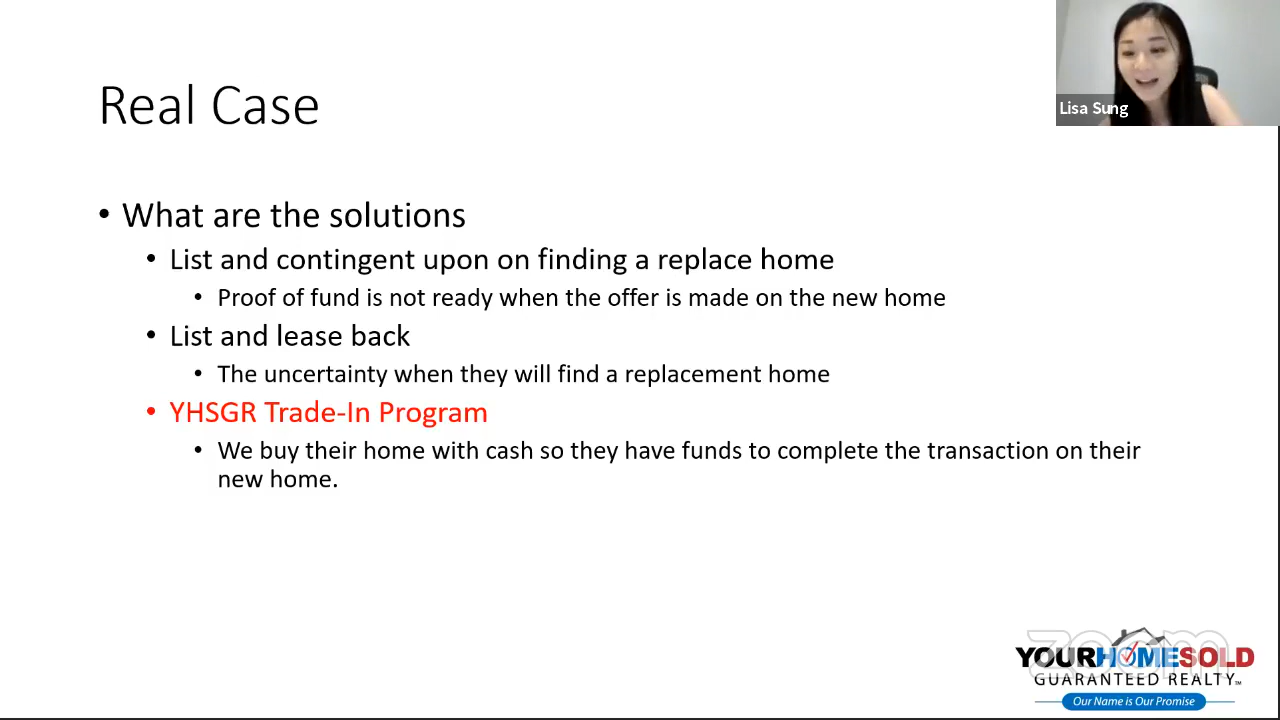 Lisa Sung
Real Case
• What are the solutions
• List and contingent upon on finding a replace home
• Proof of fund is not ready when the offer is made on the new home
• List and lease back
• The uncertainty when they will find a replacement home
• YHSGR Trade-In Program
• We buy their home with cash so they have funds to complete the transaction on their
new home.
zoom
YOURHOMESOLD
GUARANTEED REALTY™
Our Name is Our Promise